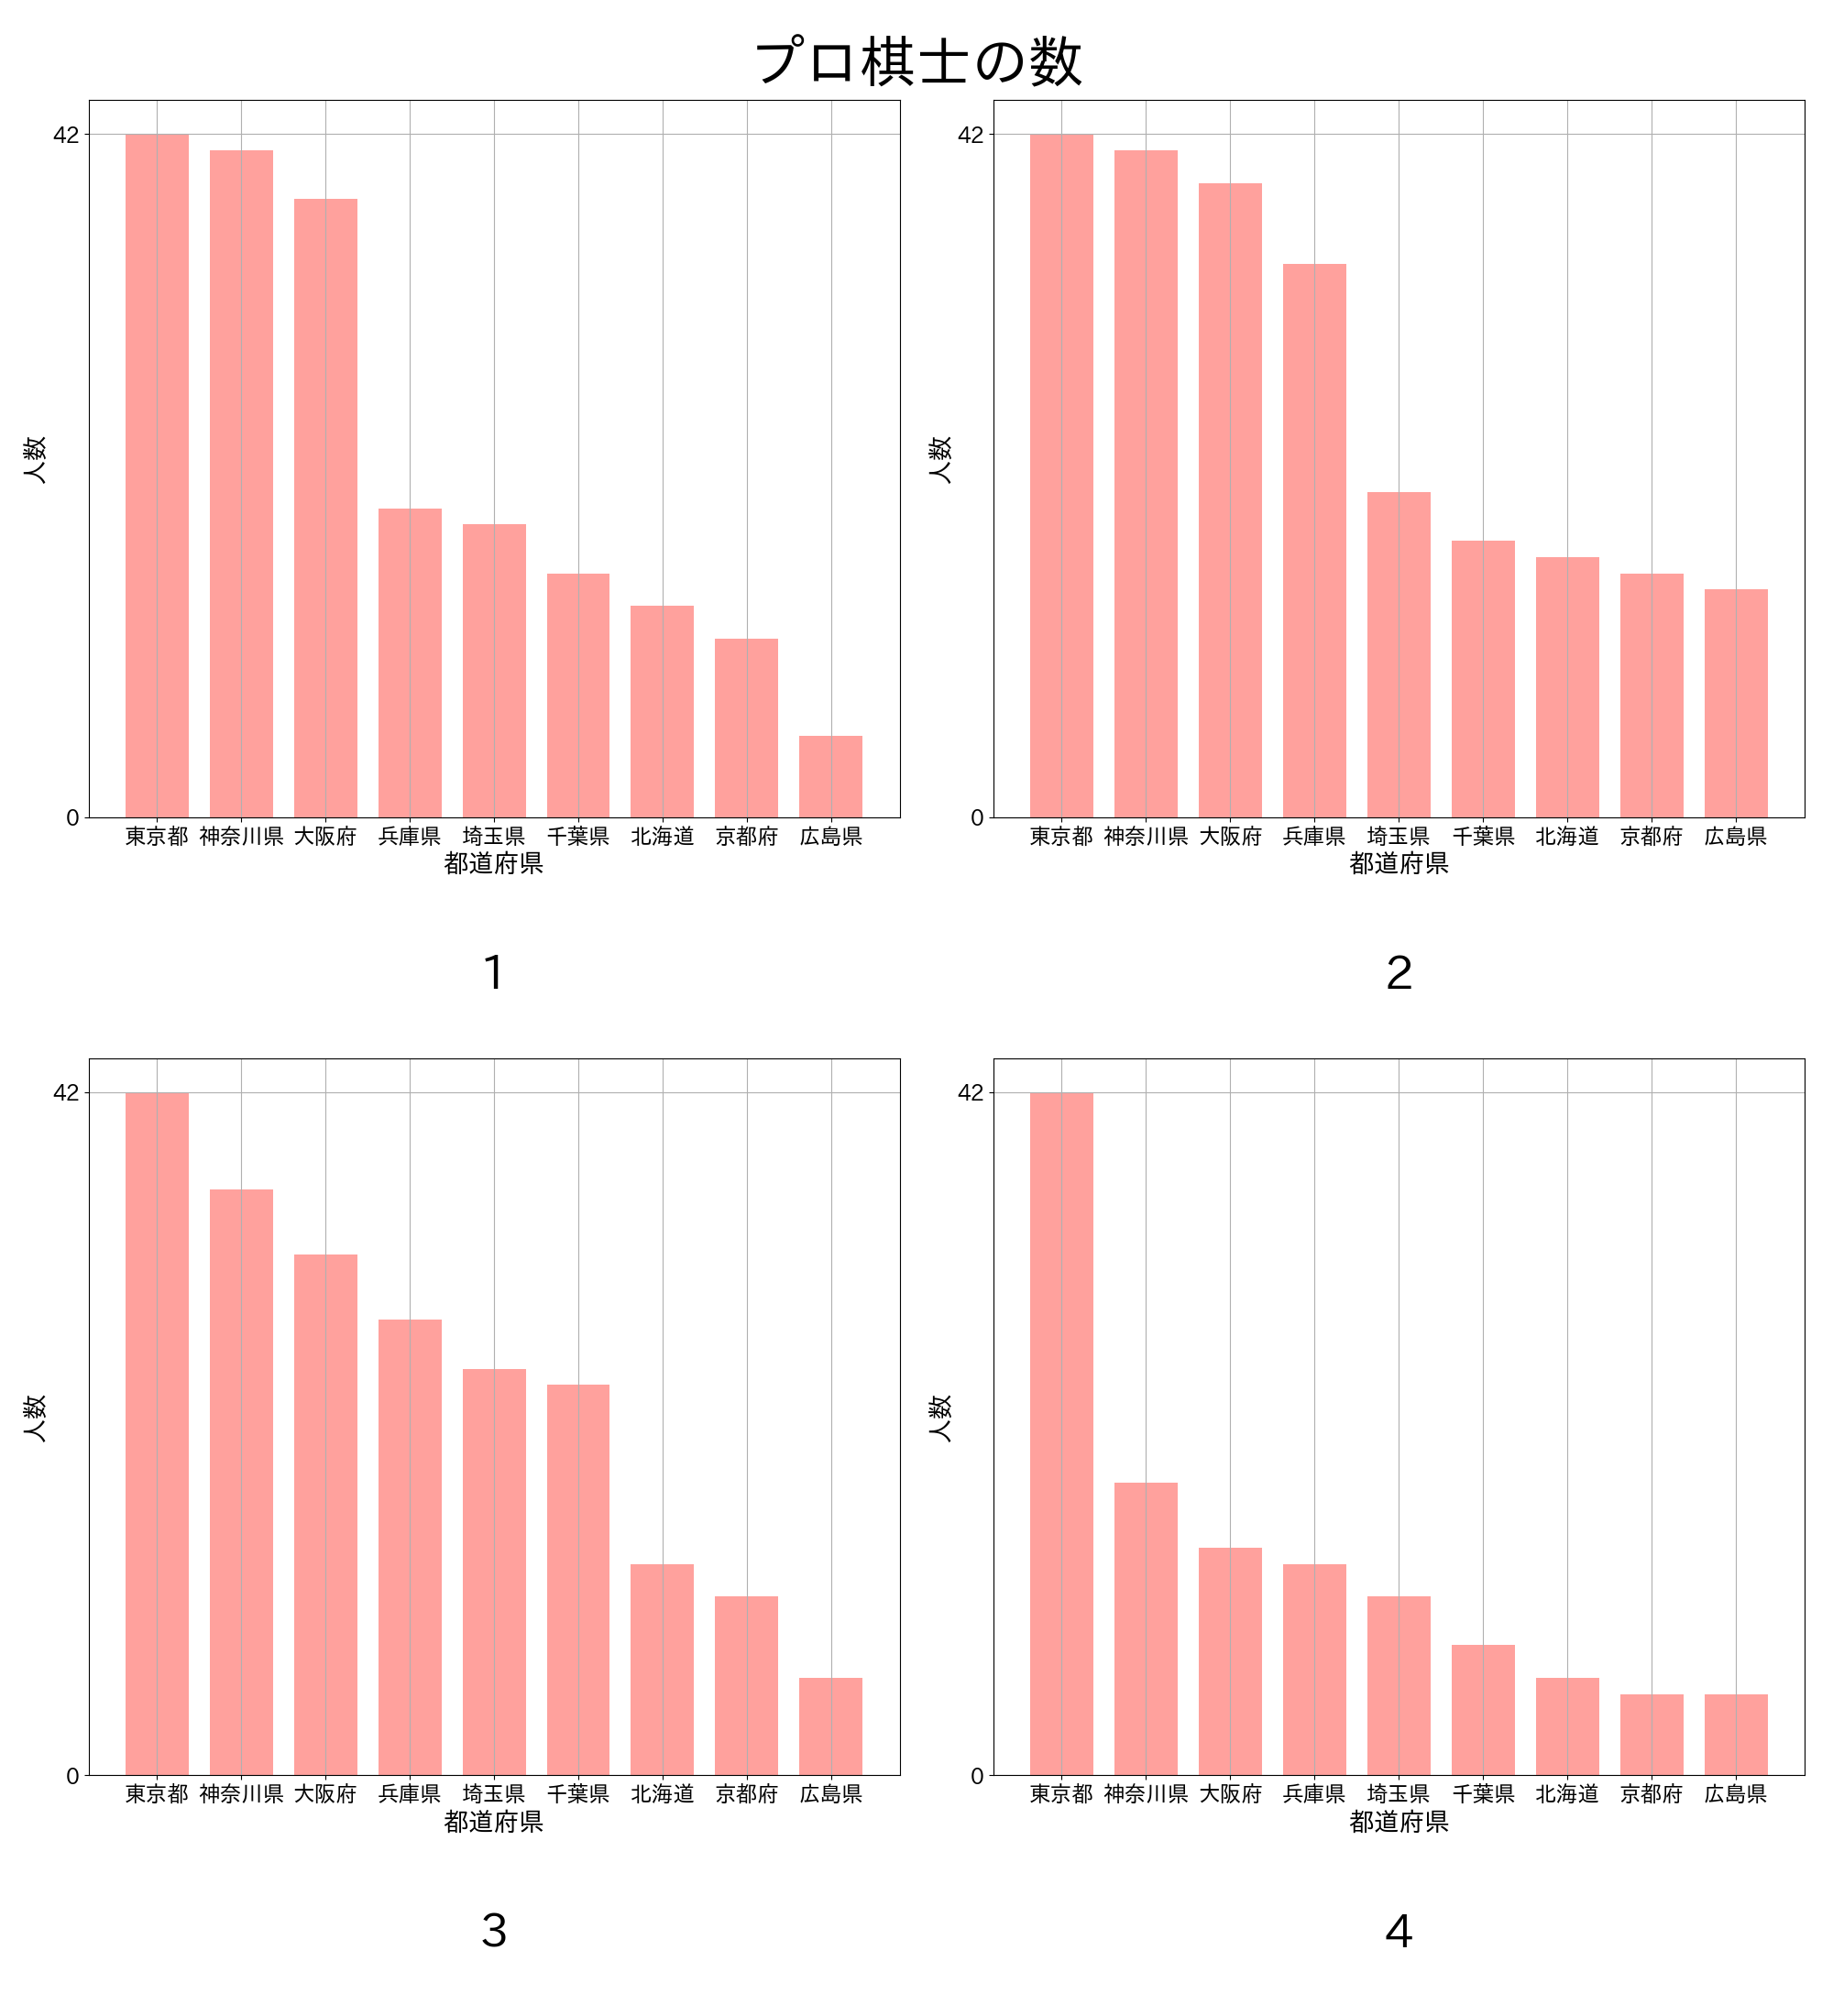 プロ棋士の数
42
人数
0
東京都 神奈川県 大阪府 兵庫県 埼玉県 千葉県 北海道 京都府 広島県
都道府県
1
42
人数
0
東京都 神奈川県 大阪府 兵庫県 埼玉県 千葉県 北海道 京都府 広島県
都道府県
2
42
人数
0
東京都 神奈川県 大阪府 兵庫県 埼玉県 千葉県 北海道 京都府 広島県
都道府県
3
42
人数
0
東京都 神奈川県 大阪府 兵庫県 埼玉県 千葉県 北海道 京都府 広島県
都道府県
4